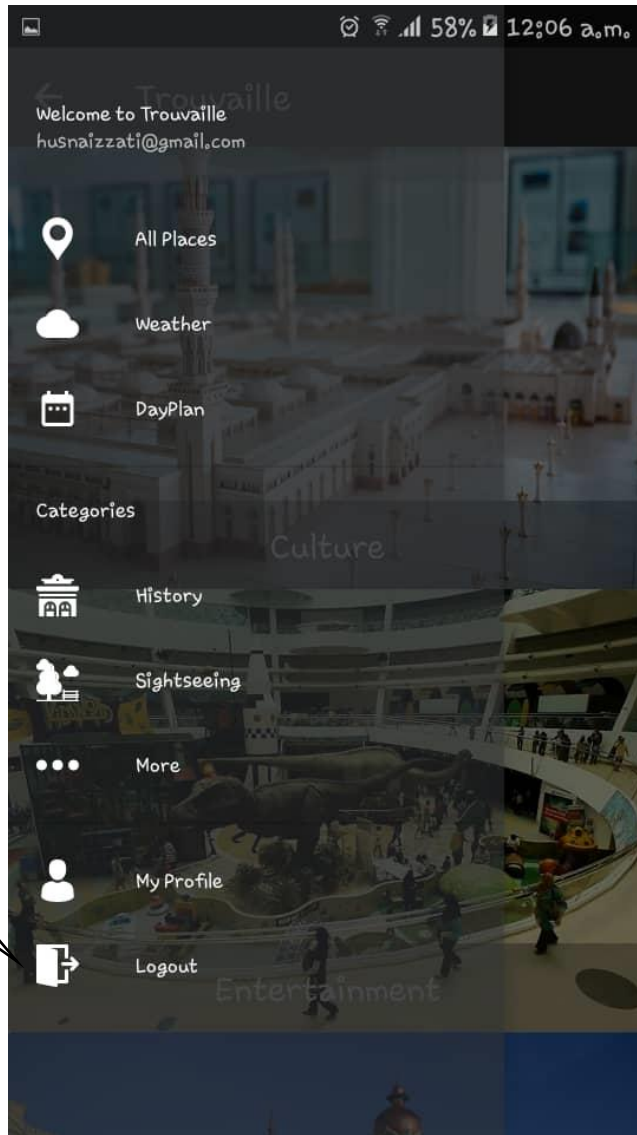 58% 12:06 a.m.
Trouvaille
Welcome to Trouvaille
husnaizzati@gmail.com
All Places
Weather
DayPlan
Categories
Culture
History
Sightseeing
More
My Profile
Logout
Entertainment